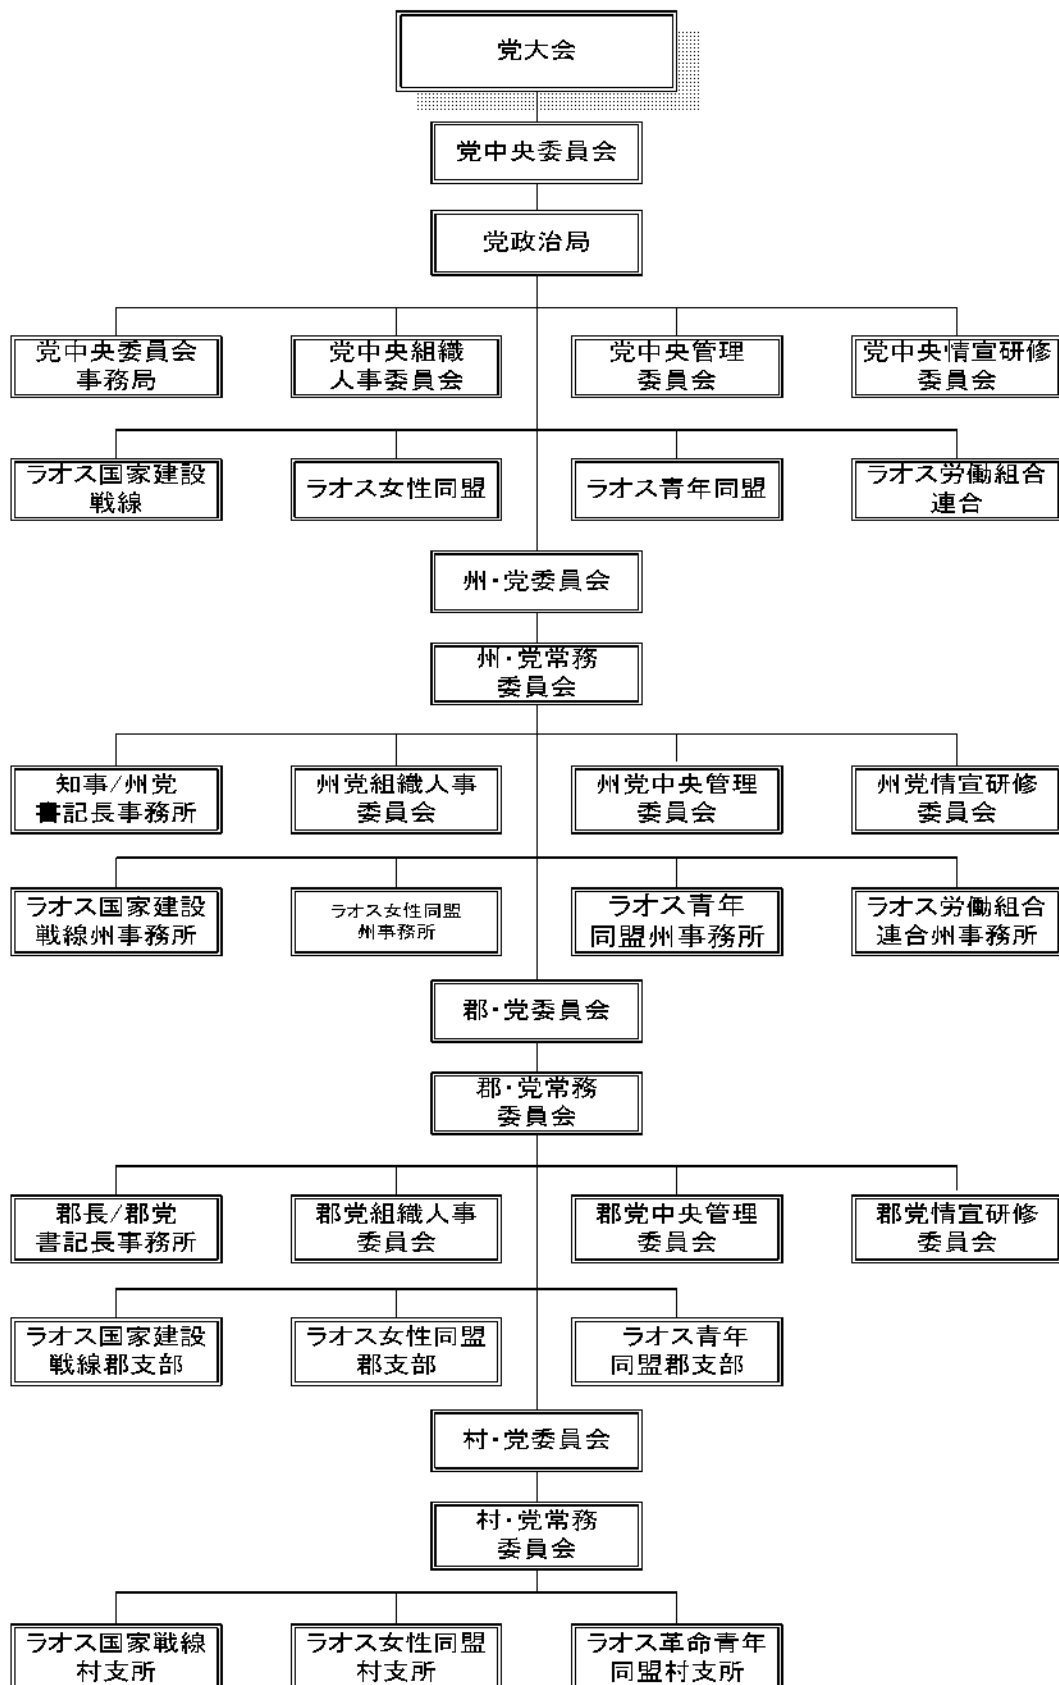 党大会
党中央委員会
党政治局
党中央委員会
事務局
党中央組織
人事委員会
党中央管理
委員会
党中央情宣研修
委員会
ラオス国家建設
戦線
ラオス女性同盟
ラオス青年同盟
ラオス労働組合
連合
州・党委員会
州・党常務
委員会
知事/州党
書記長事務所
州党組織人事
委員会
州党中央管理
委員会
州党情宣研修
委員会
ラオス国家建設
戦線州事務所
ラオス女性同盟
州事務所
ラオス青年
同盟州事務所
ラオス労働組合
連合州事務所
郡・党委員会
郡・党常務
委員会
郡長/郡党
書記長事務所
郡党組織人事
委員会
郡党中央管理
委員会
郡党情宣研修
委員会
ラオス国家建設
戦線郡支部
ラオス女性同盟
郡支部
ラオス青年
同盟郡支部
村・党委員会
村・党常務
委員会
ラオス国家戦線
村支所
ラオス女性同盟
村支所
ラオス革命青年
同盟村支所